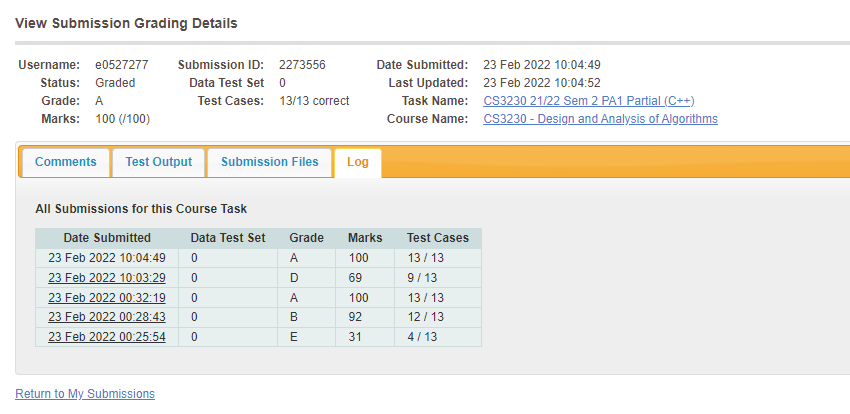 View Submission Grading Details
Username: e0527277 Submission ID: 2273556 Date Submitted: 23 Feb 2022 10:04:49
Status: Graded Data Test Set 0 Last Updated: 23 Feb 2022 10:04:52
Grade: A Test Cases: 13/13 correct Task Name: CS3230 21/22 Sem 2 PA1 Partial (C++)
Marks: 100 (/100) Course Name: CS3230 - Design and Analysis of Algorithms
Comments Test Output Submission Files Log
All Submissions for this Course Task
Date Submitted Data Test Set Grade Marks Test Cases
23 Feb 2022 10:04:49 0 A 100 13 / 13
23 Feb 2022 10:03:29 0 D 69 9 / 13
23 Feb 2022 00:32:19 0 A 100 13 / 13
23 Feb 2022 00:28:43 0 B 92 12 / 13
23 Feb 2022 00:25:54 0 E 31 4 / 13
Return to My Submissions